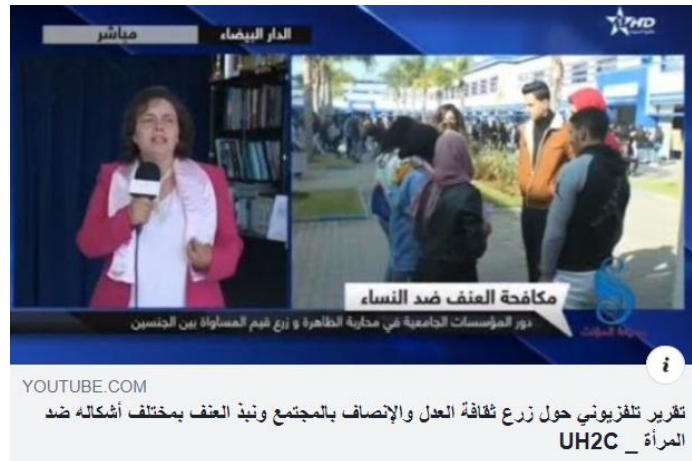 مباشر
الدار البيضاء
HD
مكافحة العنف ضد النساء
دور المؤسسات الجامعية في محاربة الظاهرة و زرع قيم المساواة بين الجنسين
i
YOUTUBE.COM
تقرير تلفزيوني حول زرع ثقافة العدل والإنصاف بالمجتمع ونبذ العنف بمختلف أشكاله ضد
المرأة _ UH2C